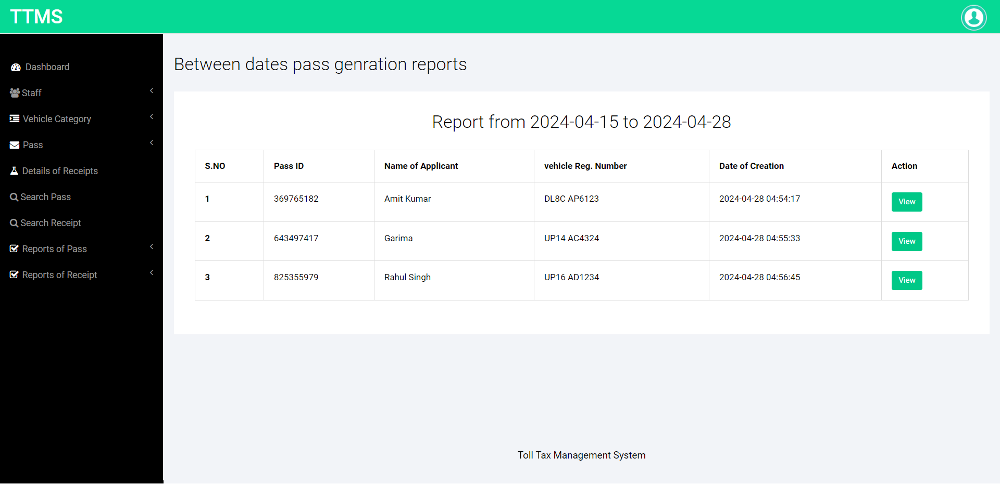 TTMS
Dashboard
Staff
Vehicle Category
Pass
Details of Receipts
Search Pass
Search Receipt
Reports of Pass
Reports of Receipt
Between dates pass genration reports
Report from 2024-04-15 to 2024-04-28
S.NO Pass ID Name of Applicant vehicle Reg. Number Date of Creation Action
1 369765182 Amit Kumar DL8C AP6123 2024-04-28 04:54:17 View
2 643497417 Garima UP14 AC4324 2024-04-28 04:55:33 View
3 825355979 Rahul Singh UP16 AD1234 2024-04-28 04:56:45 View
Toll Tax Management System